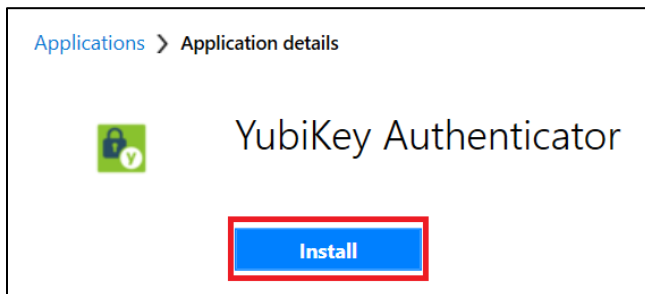 Applications ❯ Application details
YubiKey Authenticator
Y
Install